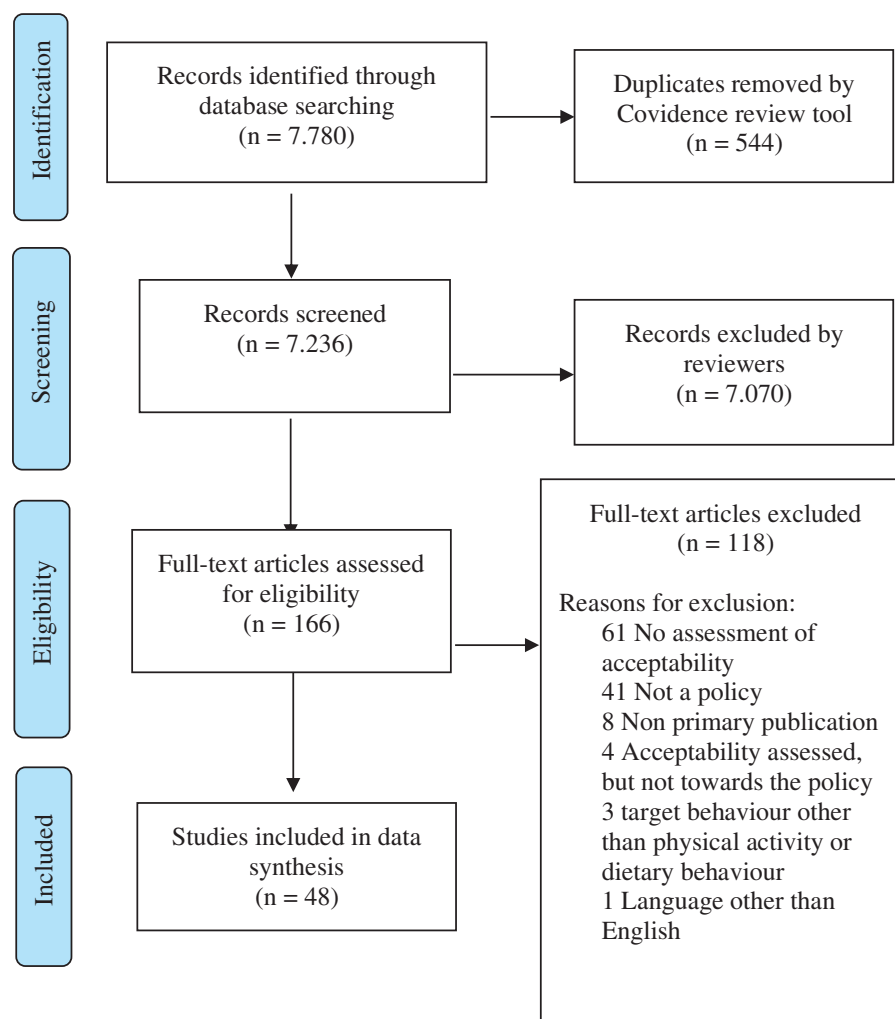 Identification
Records identified through
database searching
(n = 7.780)
Duplicates removed by
Covidence review tool
(n = 544)
Screening
Records screened
(n = 7.236)
Records excluded by
reviewers
(n = 7.070)
Eligibility
Full-text articles assessed
for eligibility
(n = 166)
Full-text articles excluded
(n = 118)
Reasons for exclusion:
61 No assessment of
acceptability
41 Not a policy
8 Non primary publication
4 Acceptability assessed,
but not towards the policy
3 target behaviour other
than physical activity or
dietary behaviour
1 Language other than
English
Included
Studies included in data
synthesis
(n = 48)